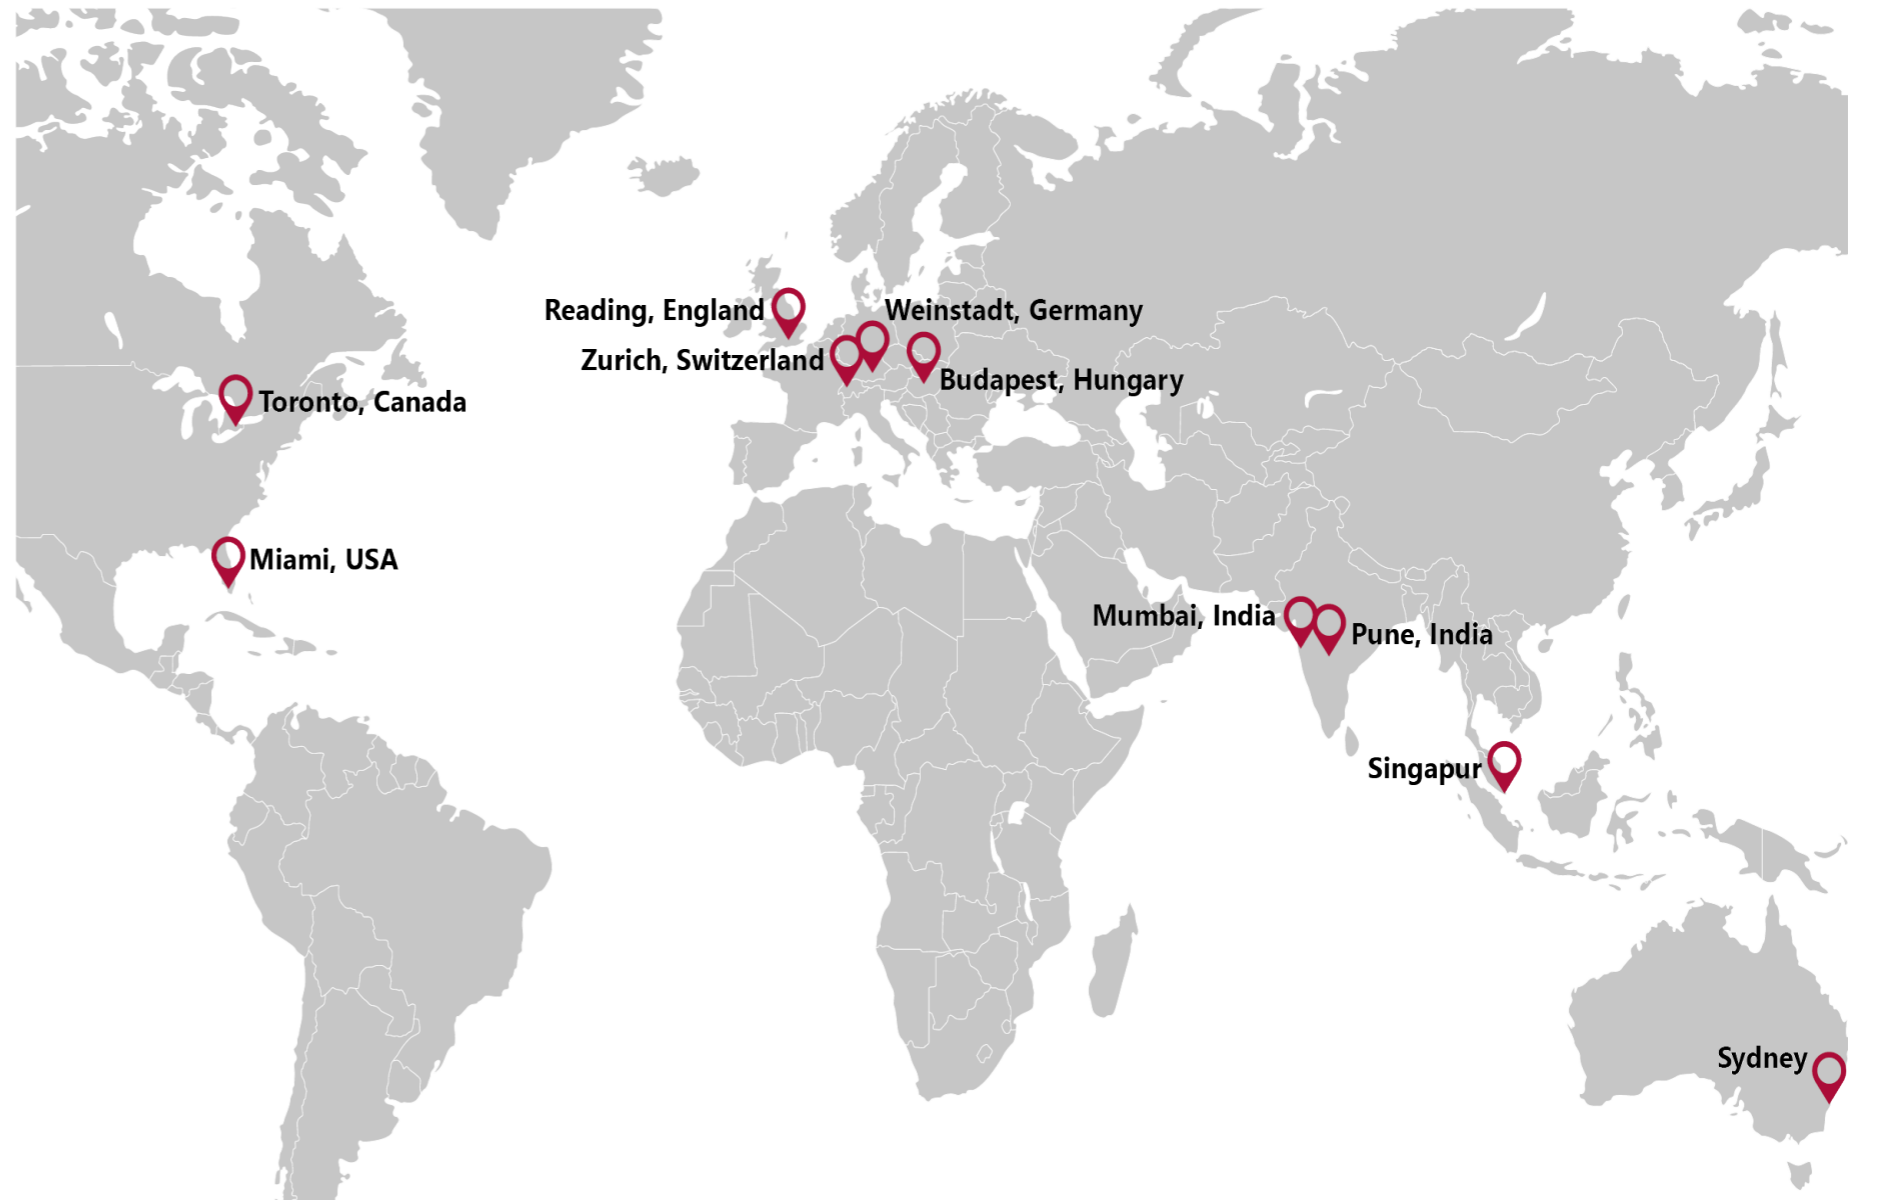 Reading, England
Weinstadt, Germany
Zurich, Switzerland
Budapest, Hungary
Toronto, Canada
Miami, USA
Mumbai, India
Pune, India
Singapur
Sydney